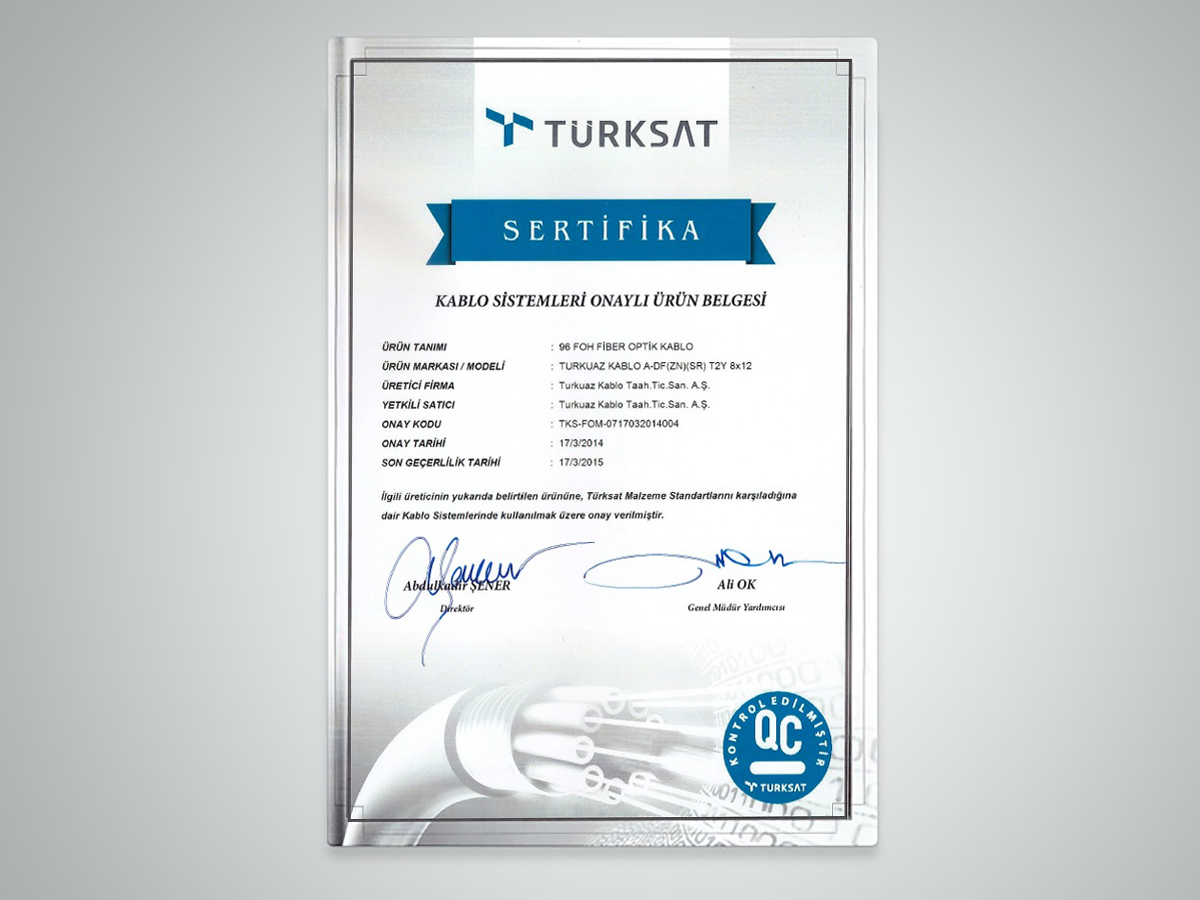 TÜRKSAT
SERTİFİKA
KABLO SİSTEMLERİ ONAYLI ÜRÜN BELGESİ
ÜRÜN TANIMI : 96 FOH FİBER OPTİK KABLO
ÜRÜN MARKASI / MODELİ : TURKUAZ KABLO A-DF(ZN)(SR) T2Y 8x12
ÜRETİCİ FİRMA : Turkuaz Kablo Taah.Tic.San. A.Ş.
YETKİLİ SATICI : Turkuaz Kablo Taah.Tic.San. A.Ş.
ONAY KODU : TKS-FOM-0717032014004
ONAY TARİHİ : 17/3/2014
SON GEÇERLİLİK TARİHİ : 17/3/2015
İlgili üreticinin yukarıda belirtilen ürününe, Türksat Malzeme Standartlarını karşıladığına
dair Kablo Sistemlerinde kullanılmak üzere onay verilmiştir.
Abdulkadir ŞENER
Direktör
Ali OK
Genel Müdür Yardımcısı
KONTROL EDİLMİŞTİR
QC
TURKSAT